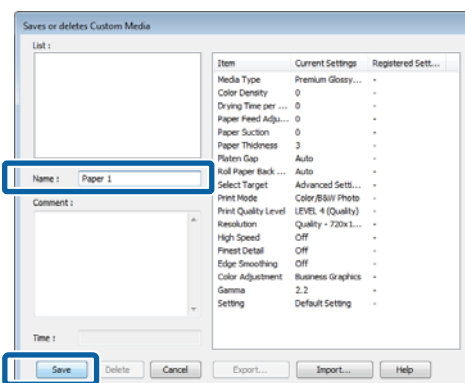 Saves or deletes Custom Media
List :
Name : Paper 1
Comment :
Time :
Item Current Settings Registered Sett...
Media Type Premium Glossy... -
Color Density 0 -
Drying Time per ... 0 -
Paper Feed Adju... 0 -
Paper Suction 0 -
Paper Thickness 3 -
Platen Gap Auto -
Roll Paper Back ... Auto -
Select Target Advanced Setti... -
Print Mode Color/B&W Photo -
Print Quality Level LEVEL 4 (Quality) -
Resolution Quality - 720x1... -
High Speed Off -
Finest Detail Off -
Edge Smoothing Off -
Color Adjustment Business Graphics -
Gamma 2.2 -
Setting Default Setting -
Save Delete Cancel Export... Import... Help